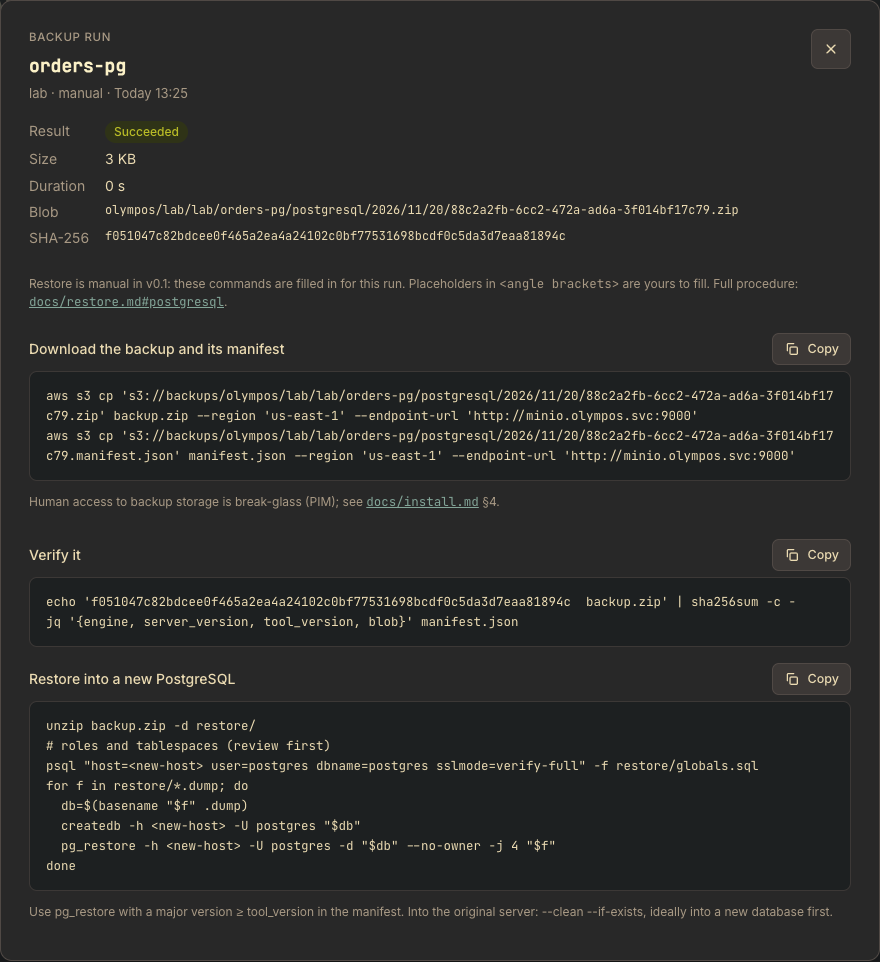 BACKUP RUN
orders-pg
lab · manual · Today 13:25
Result Succeeded
Size 3 KB
Duration 0 s
Blob olympos/lab/lab/orders-pg/postgresql/2026/11/20/88c2a2fb-6cc2-472a-ad6a-3f014bf17c79.zip
SHA-256 f051047c82bdcee0f465a2ea4a24102c0bf77531698bcdf0c5da3d7eaa81894c
Restore is manual in v0.1: these commands are filled in for this run. Placeholders in <angle brackets> are yours to fill. Full procedure:
docs/restore.md#postgresql.
Download the backup and its manifest
Copy
aws s3 cp 's3://backups/olympos/lab/lab/orders-pg/postgresql/2026/11/20/88c2a2fb-6cc2-472a-ad6a-3f014bf17
c79.zip' backup.zip --region 'us-east-1' --endpoint-url 'http://minio.olympos.svc:9000'
aws s3 cp 's3://backups/olympos/lab/lab/orders-pg/postgresql/2026/11/20/88c2a2fb-6cc2-472a-ad6a-3f014bf17
c79.manifest.json' manifest.json --region 'us-east-1' --endpoint-url 'http://minio.olympos.svc:9000'
Human access to backup storage is break-glass (PIM); see docs/install.md §4.
Verify it
Copy
echo 'f051047c82bdcee0f465a2ea4a24102c0bf77531698bcdf0c5da3d7eaa81894c  backup.zip' | sha256sum -c -
jq '{engine, server_version, tool_version, blob}' manifest.json
Restore into a new PostgreSQL
Copy
unzip backup.zip -d restore/
# roles and tablespaces (review first)
psql "host=<new-host> user=postgres dbname=postgres sslmode=verify-full" -f restore/globals.sql
for f in restore/*.dump; do
  db=$(basename "$f" .dump)
  createdb -h <new-host> -U postgres "$db"
  pg_restore -h <new-host> -U postgres -d "$db" --no-owner -j 4 "$f"
done
Use pg_restore with a major version ≥ tool_version in the manifest. Into the original server: --clean --if-exists, ideally into a new database first.